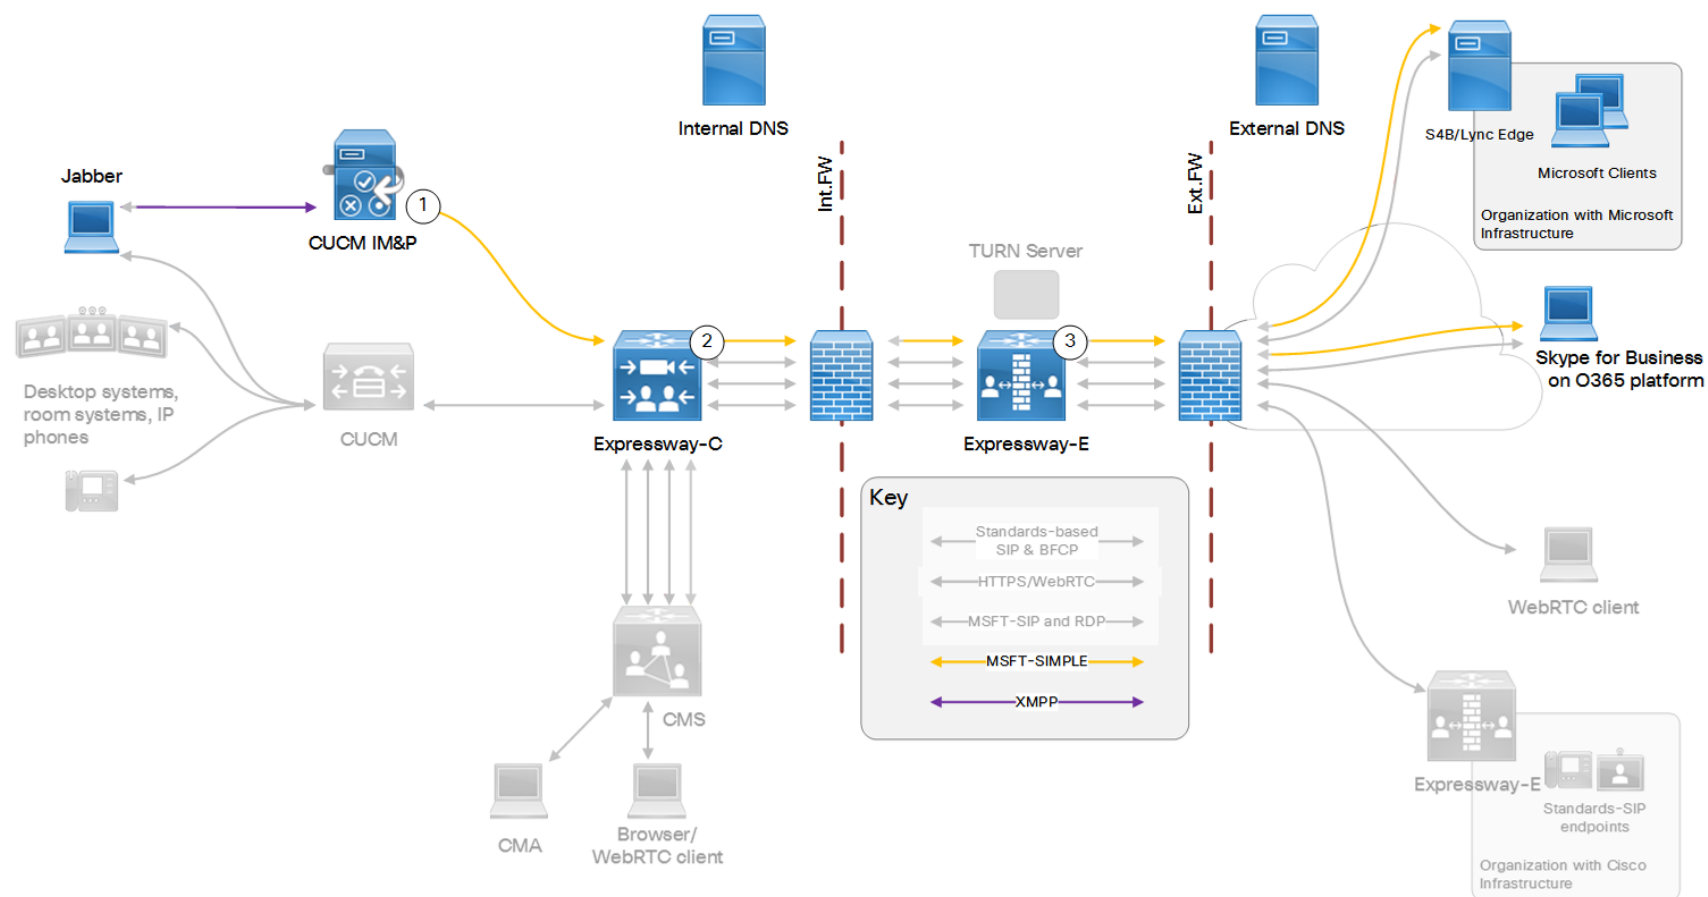 Internal DNS
External DNS
S4B/Lync Edge
Microsoft Clients
Organization with Microsoft
Infrastructure
Jabber
1
CUCM IM&P
Int.FW
Ext.FW
TURN Server
2
3
Skype for Business
on O365 platform
Desktop systems,
room systems, IP
phones
CUCM
Expressway-C
Expressway-E
Key
Standards-based
SIP & BFCP
HTTPS/WebRTC
MSFT-SIP and RDP
MSFT-SIMPLE
XMPP
WebRTC client
CMS
CMA
Browser/
WebRTC client
Expressway-E
Standards-SIP
endpoints
Organization with Cisco
Infrastructure